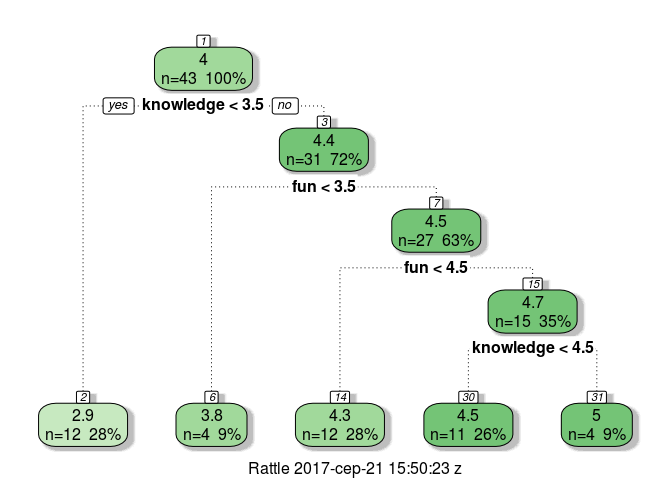 1
4
n=43 100%
yes knowledge < 3.5 no
3
4.4
n=31 72%
fun < 3.5
7
4.5
n=27 63%
fun < 4.5
15
4.7
n=15 35%
knowledge < 4.5
2
2.9
n=12 28%
6
3.8
n=4 9%
14
4.3
n=12 28%
30
4.5
n=11 26%
31
5
n=4 9%
Rattle 2017-сеp-21 15:50:23 z